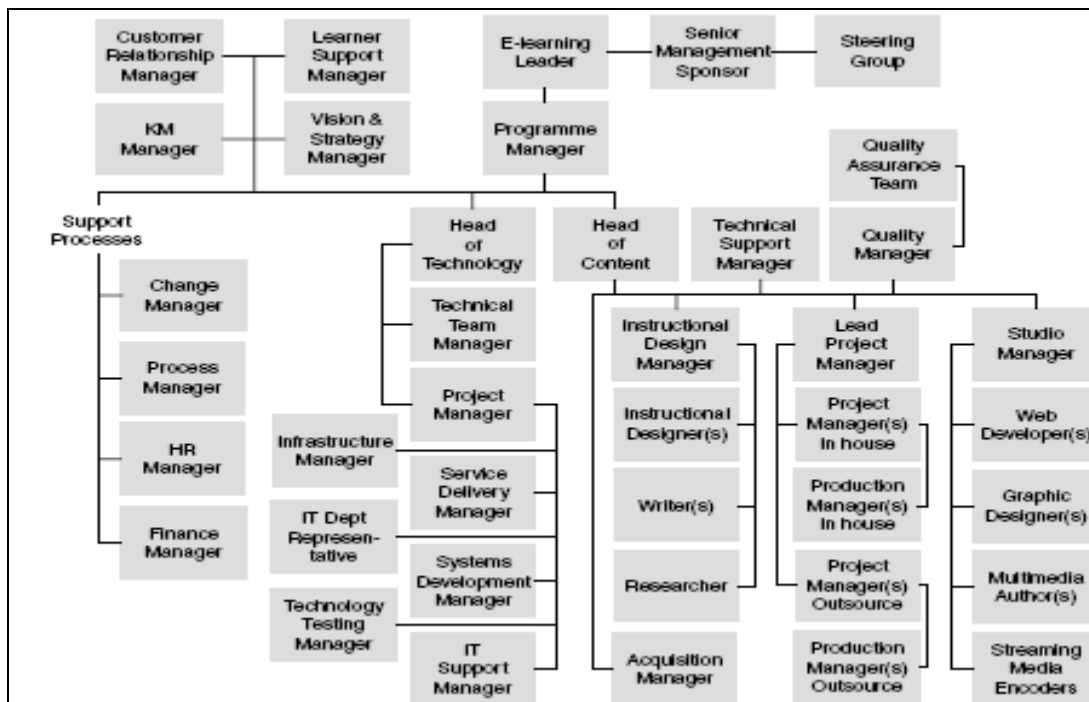 Customer
Relationship
Manager
Learner
Support
Manager
E-learning
Leader
Senior
Management
Sponsor
Steering
Group
KM
Manager
Vision &
Strategy
Manager
Programme
Manager
Quality
Assurance
Team
Support
Processes
Head
of
Technology
Head
of
Content
Technical
Support
Manager
Quality
Manager
Change
Manager
Process
Manager
HR
Manager
Finance
Manager
Technical
Team
Manager
Project
Manager
Infrastructure
Manager
Service
Delivery
Manager
IT Dept
Represen-
tative
Systems
Development
Manager
Technology
Testing
Manager
IT
Support
Manager
Instructional
Design
Manager
Instructional
Designer(s)
Writer(s)
Researcher
Acquisition
Manager
Lead
Project
Manager
Project
Manager(s)
In house
Production
Manager(s)
In house
Project
Manager(s)
Outsource
Production
Manager(s)
Outsource
Studio
Manager
Web
Developer(s)
Graphic
Designer(s)
Multimedia
Author(s)
Streaming
Media
Encoders